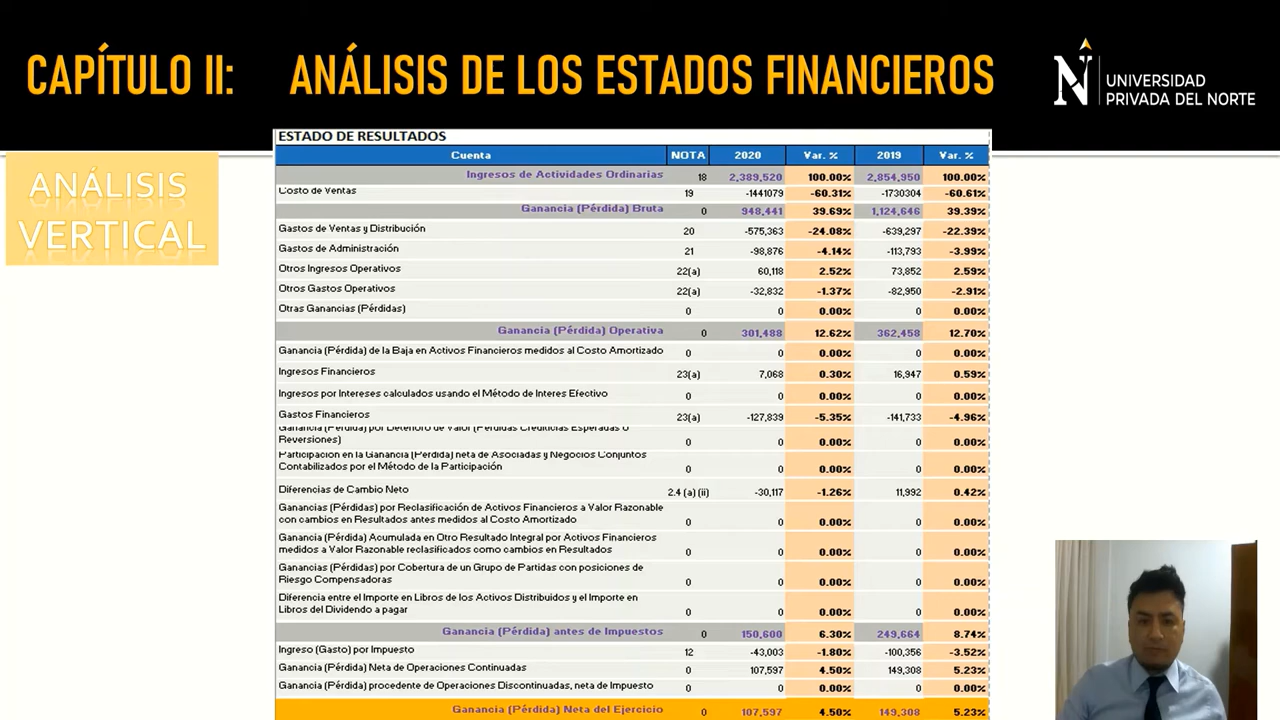 CAPÍTULO II: ANÁLISIS DE LOS ESTADOS FINANCIEROS
UNIVERSIDAD
PRIVADA DEL NORTE
ANÁLISIS
VERTICAL
ESTADO DE RESULTADOS
Cuenta NOTA 2020 Var. % 2019 Var. %
Ingresos de Actividades Ordinarias 18 2,389,520 100.00% 2,854,950 100.00%
Costo de Ventas 19 -1441079 -60.31% -1730304 -60.61%
Ganancia (Pérdida) Bruta 0 948,441 39.69% 1,124,646 39.39%
Gastos de Ventas y Distribución 20 -575,363 -24.08% -639,297 -22.39%
Gastos de Administración 21 -98,876 -4.14% -113,793 -3.99%
Otros Ingresos Operativos 22(a) 60,118 2.52% 73,852 2.59%
Otros Gastos Operativos 22(a) -32,832 -1.37% -82,950 -2.91%
Otras Ganancias (Pérdidas) 0 0 0.00% 0 0.00%
Ganancia (Pérdida) Operativa 0 301,488 12.62% 362,458 12.70%
Ganancia (Pérdida) de la Baja en Activos Financieros medidos al Costo Amortizado 0 0 0.00% 0 0.00%
Ingresos Financieros 23(a) 7,068 0.30% 16,947 0.59%
Ingresos por Intereses calculados usando el Método de Interes Efectivo 0 0 0.00% 0 0.00%
Gastos Financieros 23(a) -127,839 -5.35% -141,733 -4.96%
Ganancia (Pérdida) por Deterioro de Valor (Pérdidas Crediticias Esperadas o
Reversiones) 0 0 0.00% 0 0.00%
Participación en la Ganancia (Pérdida) neta de Asociadas y Negocios Conjuntos
Contabilizados por el Método de la Participación 0 0 0.00% 0 0.00%
Diferencias de Cambio Neto 2.4 (a) (ii) -30,117 -1.26% 11,992 0.42%
Ganancias (Pérdidas) por Reclasificación de Activos Financieros a Valor Razonable
con cambios en Resultados antes medidos al Costo Amortizado 0 0 0.00% 0 0.00%
Ganancia (Pérdida) Acumulada en Otro Resultado Integral por Activos Financieros
medidos a Valor Razonable reclasificados como cambios en Resultados 0 0 0.00% 0 0.00%
Ganancias (Pérdidas) por Cobertura de un Grupo de Partidas con posiciones de
Riesgo Compensadoras 0 0 0.00% 0 0.00%
Diferencia entre el Importe en Libros de los Activos Distribuidos y el Importe en
Libros del Dividendo a pagar 0 0 0.00% 0 0.00%
Ganancia (Pérdida) antes de Impuestos 0 150,600 6.30% 249,664 8.74%
Ingreso (Gasto) por Impuesto 12 -43,003 -1.80% -100,356 -3.52%
Ganancia (Pérdida) Neta de Operaciones Continuadas 0 107,597 4.50% 149,308 5.23%
Ganancia (Pérdida) procedente de Operaciones Discontinuadas, neta de Impuesto 0 0 0.00% 0 0.00%
Ganancia (Pérdida) Neta del Ejercicio 0 107,597 4.50% 149,308 5.23%